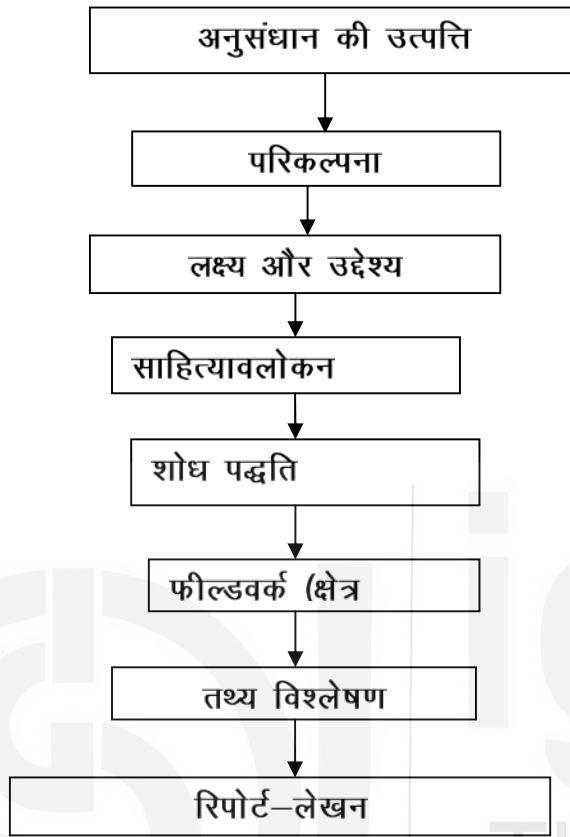 अनुसंधान की उत्पत्ति
परिकल्पना
लक्ष्य और उद्देश्य
साहित्यावलोकन
शोध पद्धति
फील्डवर्क (क्षेत्र
तथ्य विश्लेषण
रिपोर्ट–लेखन